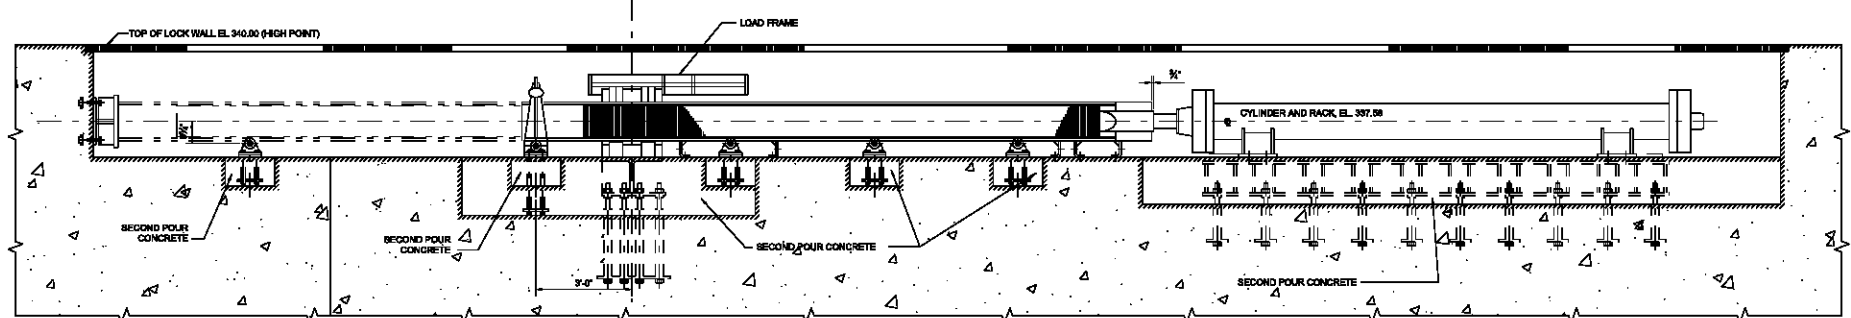 LOAD FRAME
TOP OF LOCK WALL EL 340.00 (HIGH POINT)
¾"
CYLINDER AND RACK, EL. 337.58
SECOND POUR
CONCRETE
SECOND POUR
CONCRETE
SECOND POUR CONCRETE
3'-0"
SECOND POUR CONCRETE